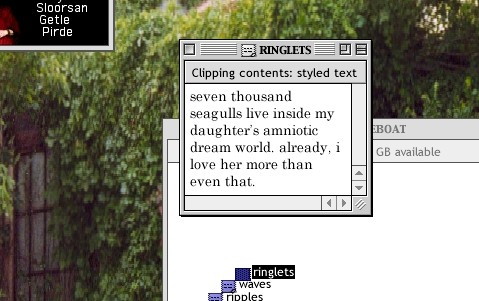 Sloorsan
Getle
Pirde
RINGLETS
Clipping contents: styled text
seven thousand
seagulls live inside my
daughter's amniotic
dream world. already, i
love her more than
even that.
EBOAT
GB available
ringlets
waves
ripples